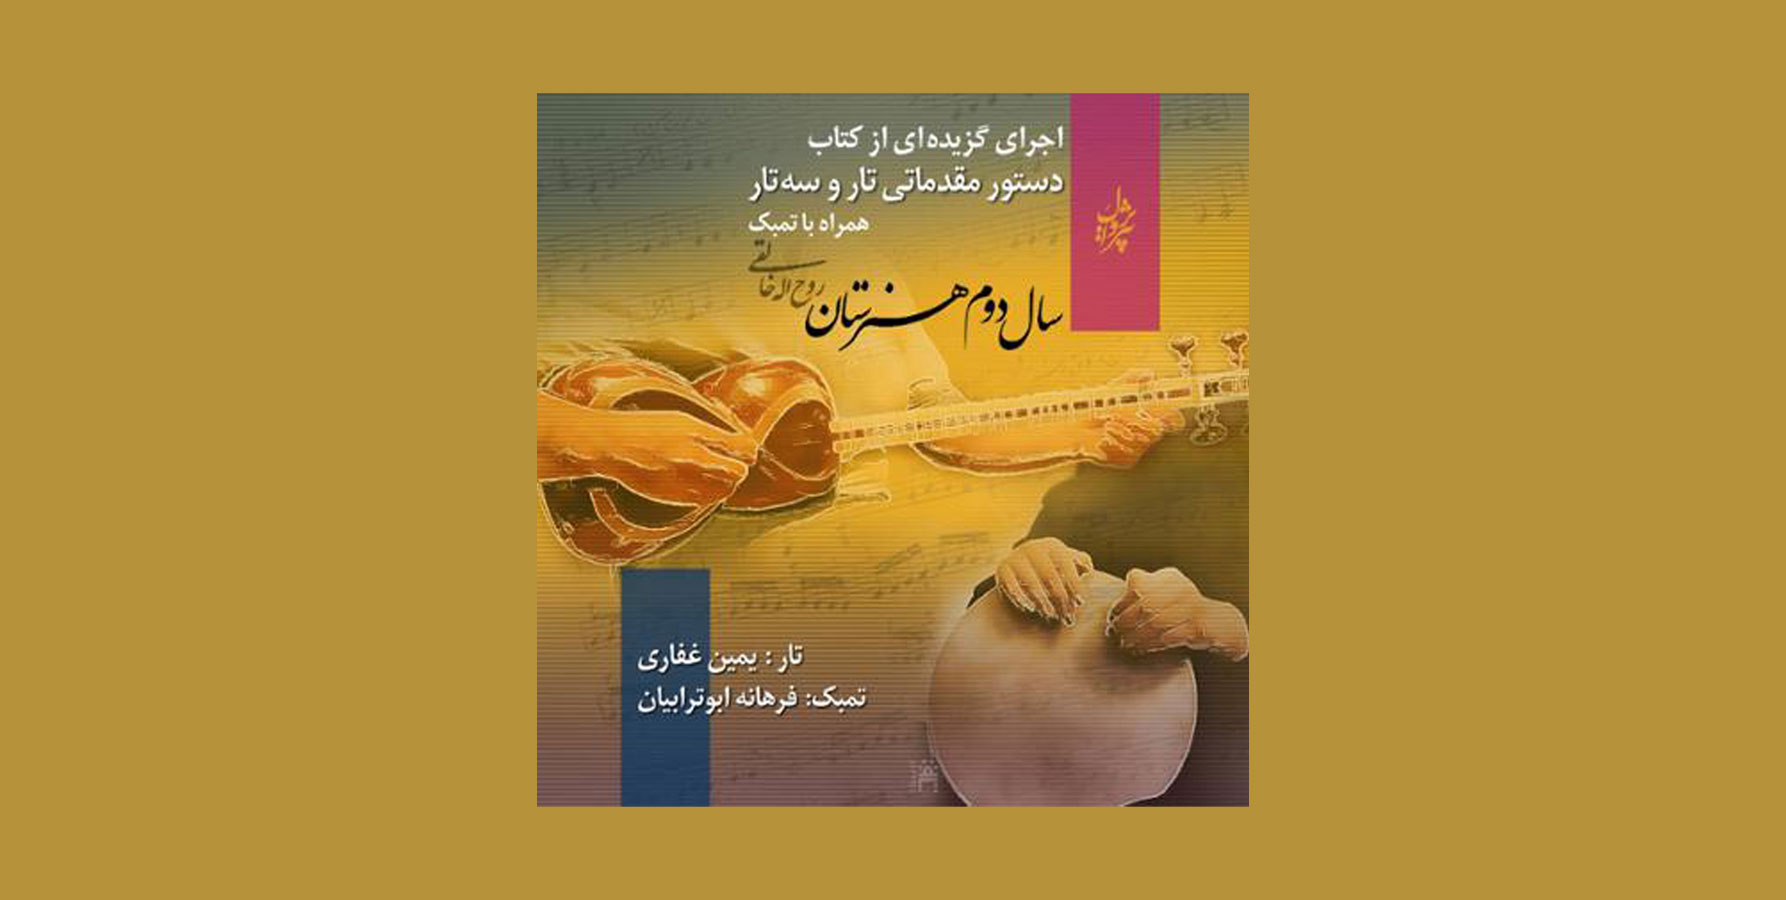 اجرای گزیده‌ای از کتاب
دستور مقدماتی تار و سه‌تار
همراه با تمبک
سال دوم هنرستان
روح اله خالقی
تار : یمین غفاری
تمبک: فرهانه ابوترابیان